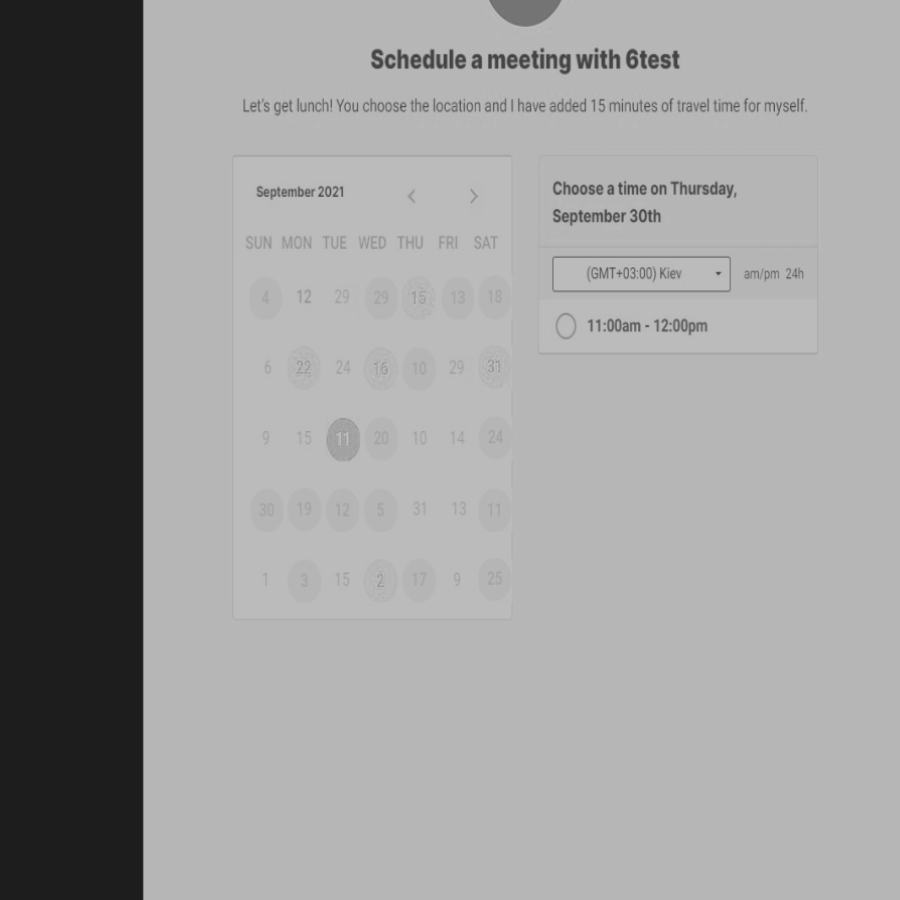 Schedule a meeting with 6test
Let's get lunch! You choose the location and I have added 15 minutes of travel time for myself.
September 2021
SUN MON TUE WED THU FRI SAT
4 12 29 29 15 13 18
6 22 24 16 10 29 31
9 15 11 20 10 14 24
30 19 12 5 31 13 11
1 3 15 2 17 9 25
Choose a time on Thursday,
September 30th
(GMT+03:00) Kiev am/pm 24h
11:00am - 12:00pm